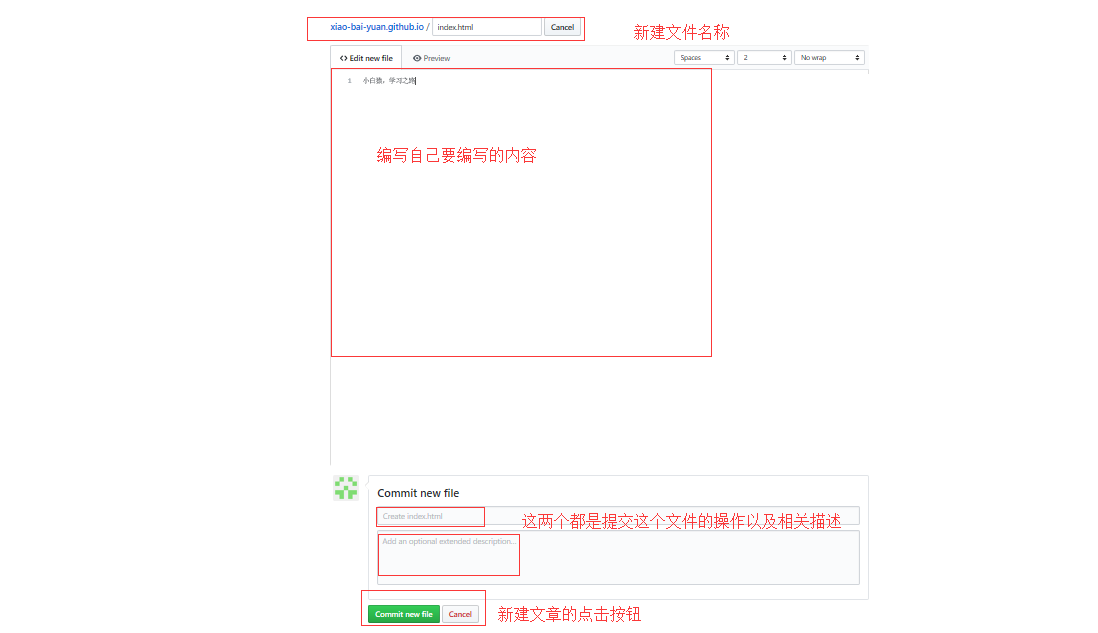 xiao-bai-yuan.github.io / index.html Cancel
新建文件名称
Edit new file Preview Spaces 2 No wrap
1 小白猿，学习之路
编写自己要编写的内容
Commit new file
Create index.html
这两个都是提交这个文件的操作以及相关描述
Add an optional extended description...
Commit new file Cancel
新建文章的点击按钮